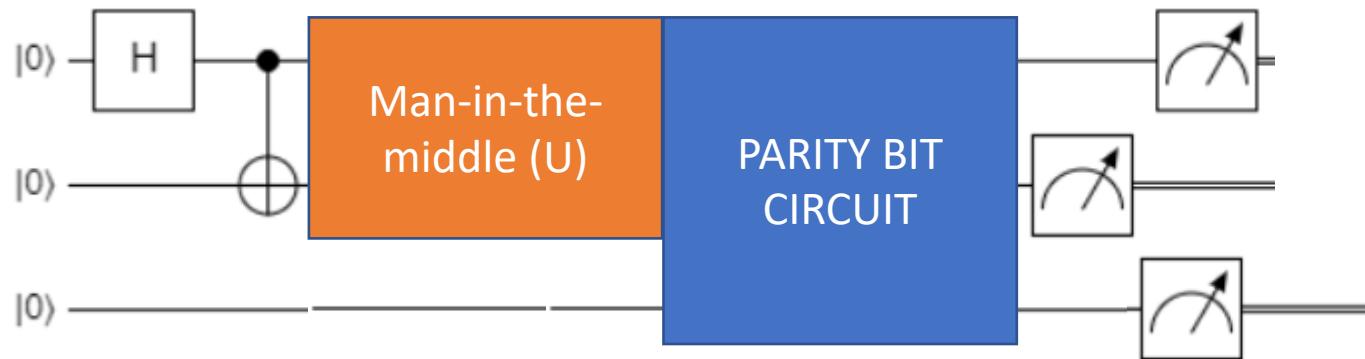 |0⟩
H
Man-in-the-
middle (U)
|0⟩
PARITY BIT
CIRCUIT
|0⟩